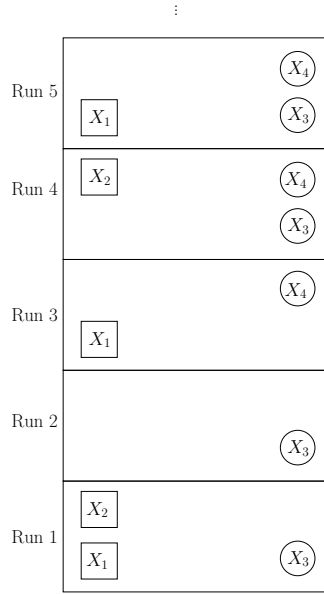 ⋮
X₄
Run 5
X₁ X₃
X₂ X₄
Run 4
X₃
X₄
Run 3
X₁
Run 2
X₃
X₂
Run 1
X₁ X₃